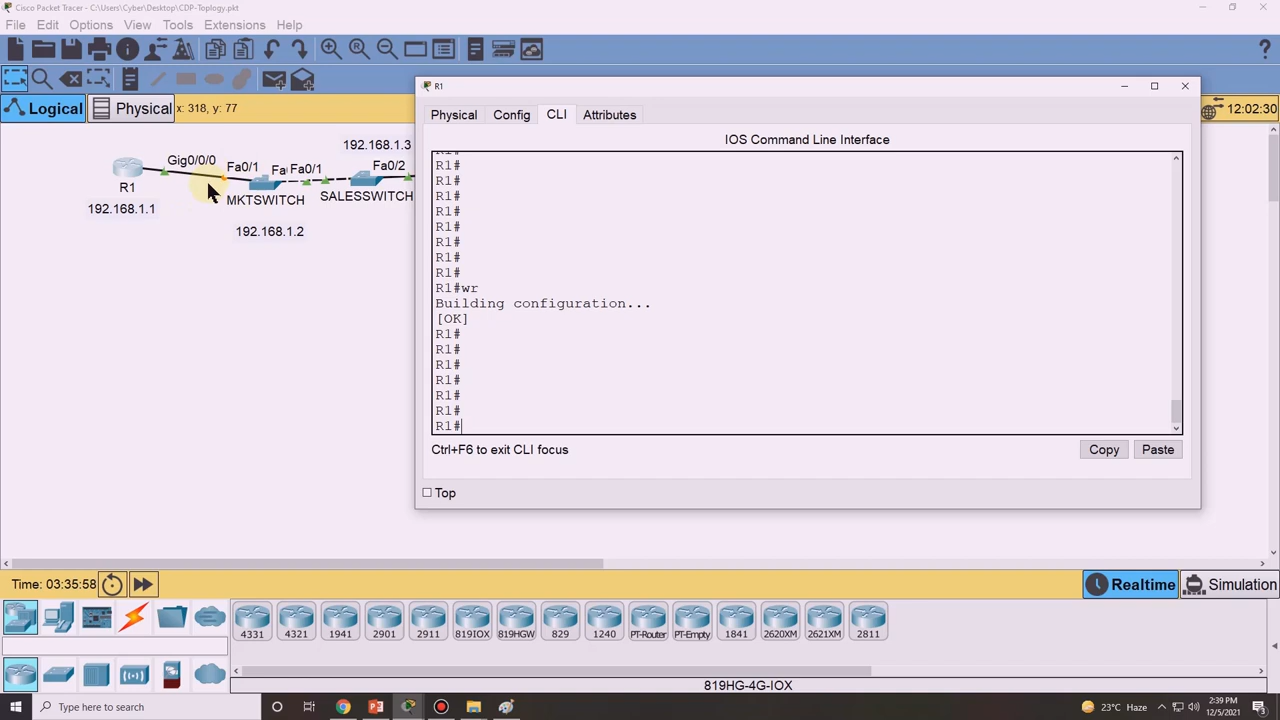 Cisco Packet Tracer - C:\Users\Cyber\Desktop\CDP-Toplogy.pkt
File Edit Options View Tools Extensions Help
Logical Physical x: 318, y: 77
12:02:30
R1
Physical Config CLI Attributes
IOS Command Line Interface
R1#
R1#
R1#
R1#
R1#
R1#
R1#
R1#
R1#wr
Building configuration...
[OK]
R1#
R1#
R1#
R1#
R1#
R1#
R1#
Ctrl+F6 to exit CLI focus
Copy Paste
Top
192.168.1.3
Gig0/0/0 Fa0/1 Fa Fa0/1 Fa0/2
R1 MKTSWITCH SALESSWITCH
192.168.1.1
192.168.1.2
Time: 03:35:58
Realtime Simulation
4331 4321 1941 2901 2911 819IOX 819HGW 829 1240 PT-Router PT-Empty 1841 2620XM 2621XM 2811
819HG-4G-IOX
Type here to search
23°C Haze
2:39 PM
12/5/2021
3